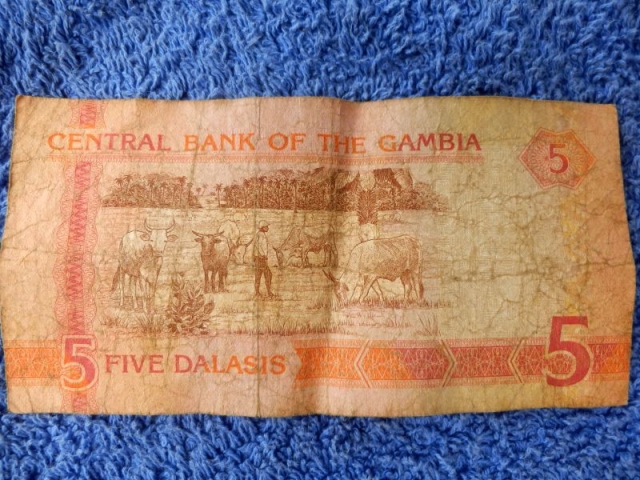 CENTRAL BANK OF THE GAMBIA
5
5 FIVE DALASIS
5